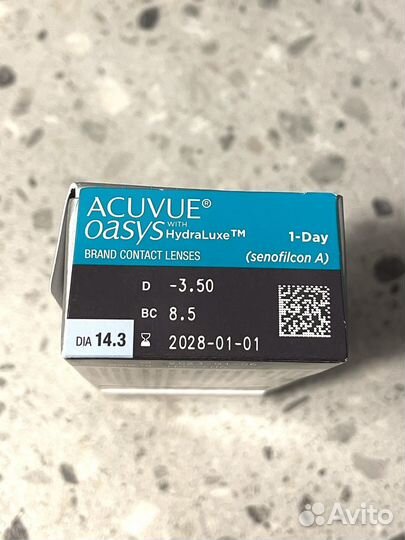 ACUVUE®
oasys WITH HydraLuxe™
1-Day
BRAND CONTACT LENSES
(senofilcon A)
D -3.50
BC 8.5
DIA 14.3
2028-01-01
Avito